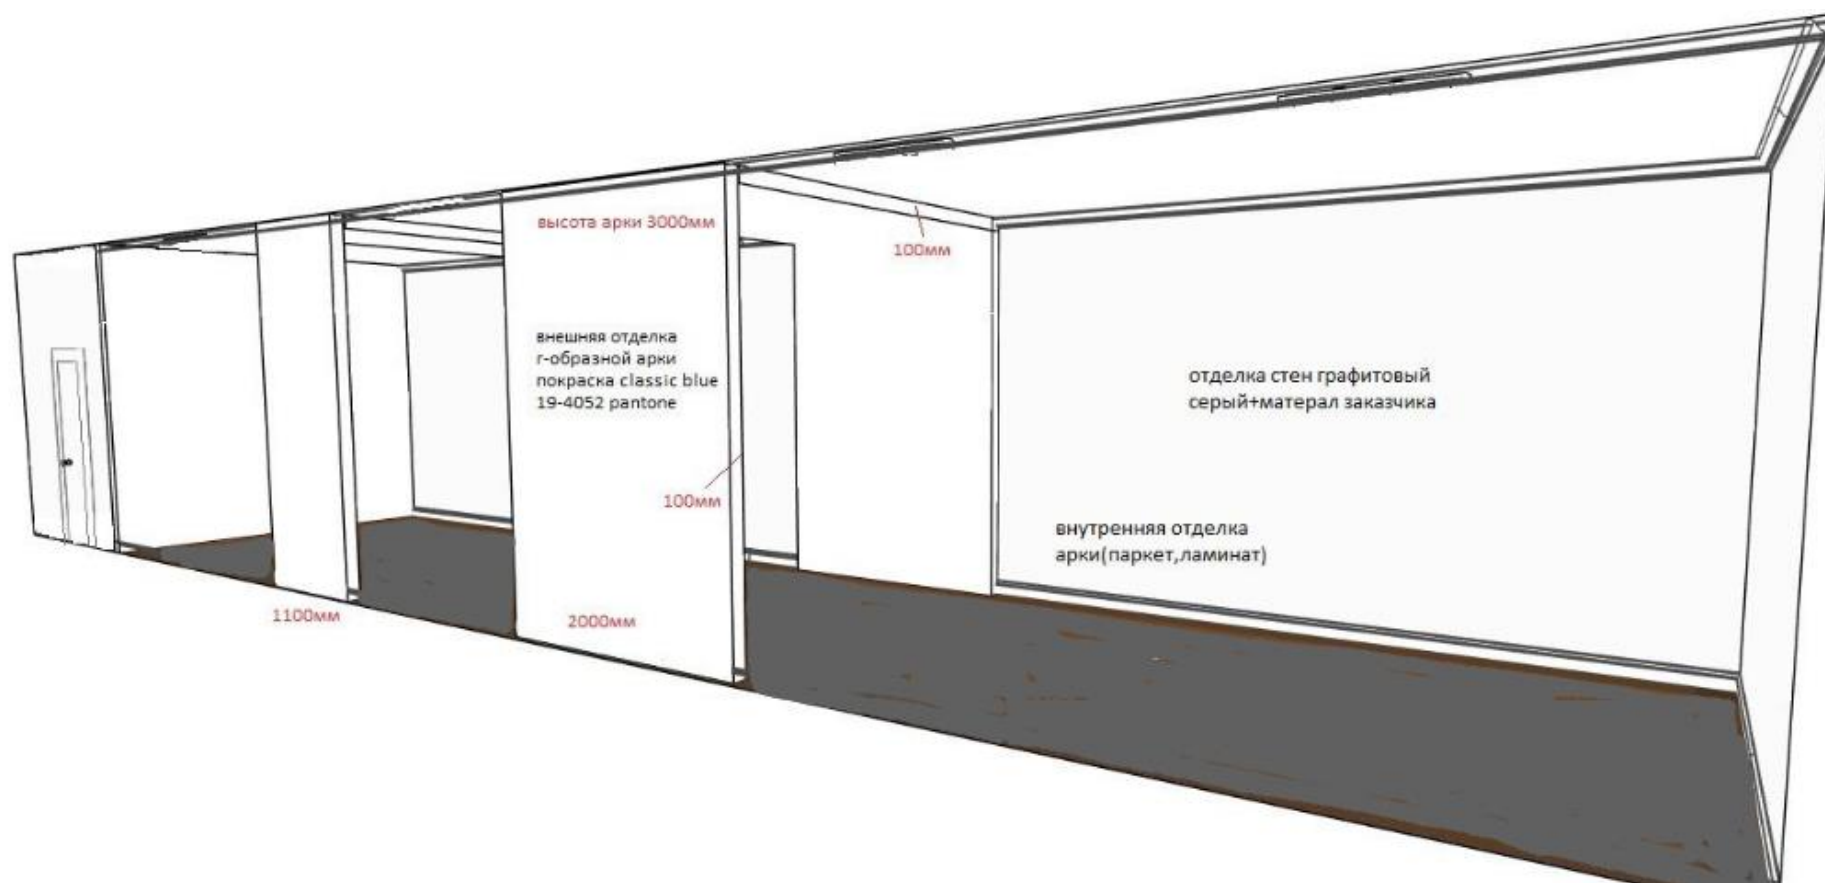 высота арки 3000мм
100мм
внешняя отделка
г-образной арки
покраска classic blue
19-4052 pantone
отделка стен графитовый
серый+матерал заказчика
100мм
внутренняя отделка
арки(паркет,ламинат)
1100мм
2000мм